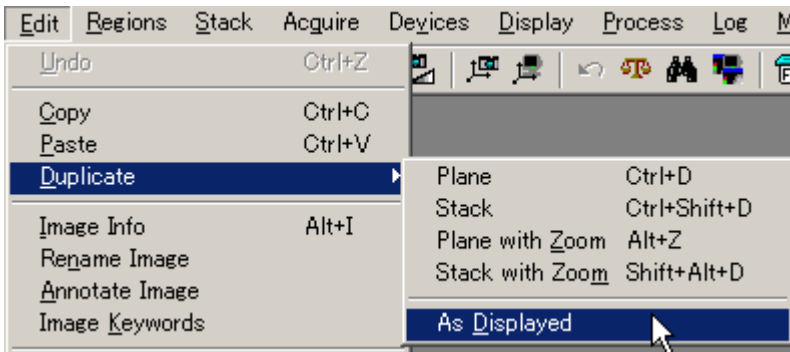 Edit Regions Stack Acquire Devices Display Process Log M
Undo Ctrl+Z
Copy Ctrl+C
Paste Ctrl+V
Duplicate
Plane Ctrl+D
Stack Ctrl+Shift+D
Plane with Zoom Alt+Z
Stack with Zoom Shift+Alt+D
As Displayed
Image Info Alt+I
Rename Image
Annotate Image
Image Keywords